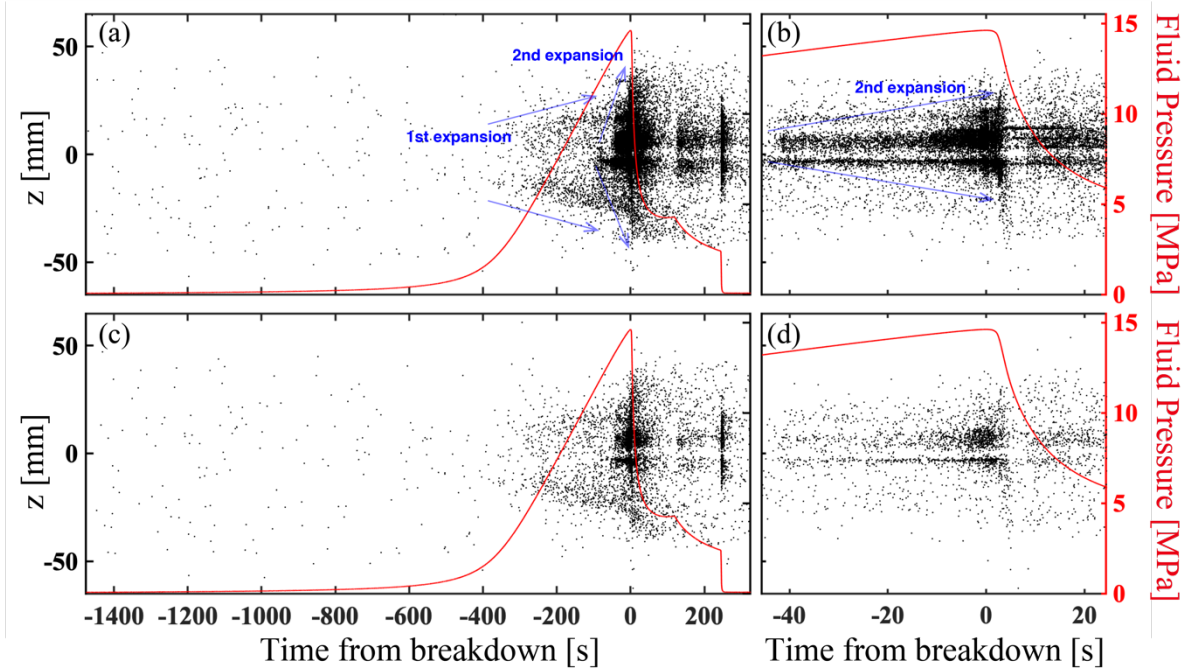 (a)
2nd expansion
1st expansion
50
0
-50
z [mm]
(b)
2nd expansion
15
10
5
0
Fluid Pressure [MPa]
(c)
50
0
-50
z [mm]
-1400 -1200 -1000 -800 -600 -400 -200 0 200
Time from breakdown [s]
(d)
15
10
5
0
Fluid Pressure [MPa]
-40 -20 0 20
Time from breakdown [s]